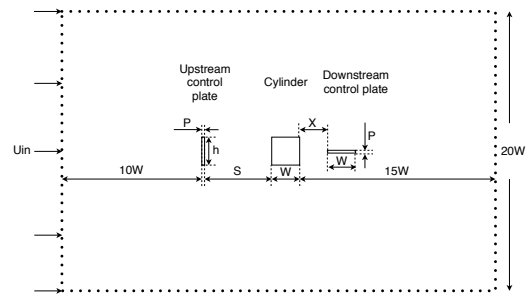 Upstream
control
plate
Cylinder
Downstream
control plate
P
X
P
Uin
h
20W
W
10W
S
W
15W